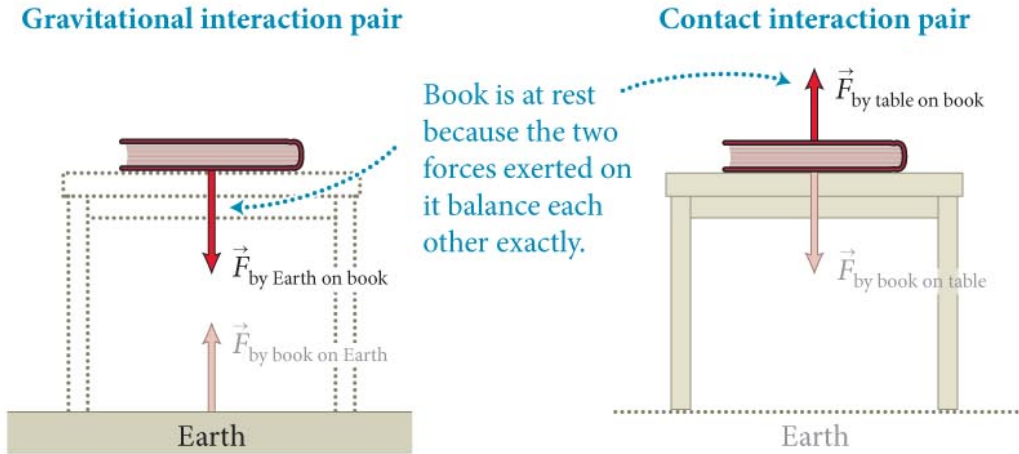 Gravitational interaction pair
Contact interaction pair
Book is at rest
because the two
forces exerted on
it balance each
other exactly.
F⃗ by Earth on book
F⃗ by book on Earth
Earth
F⃗ by table on book
F⃗ by book on table
Earth